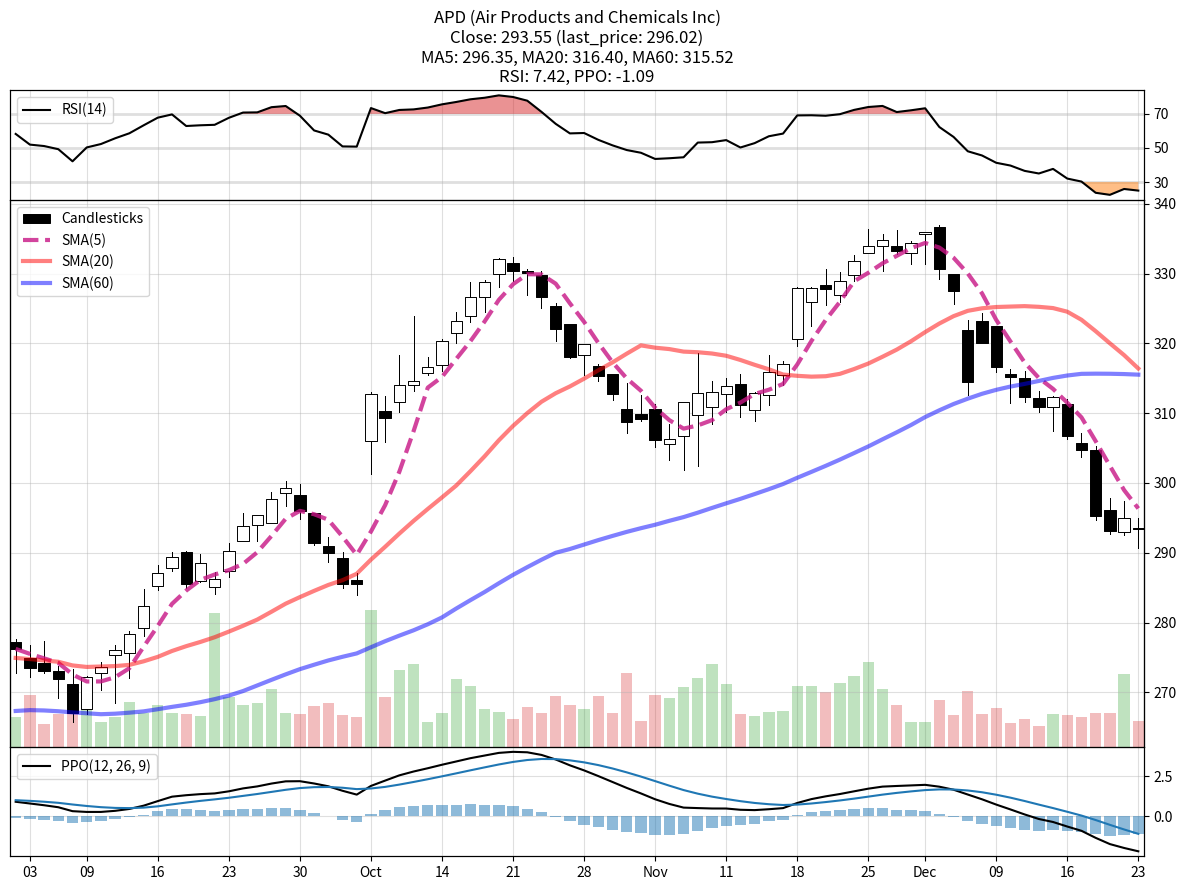 APD (Air Products and Chemicals Inc)
Close: 293.55 (last_price: 296.02)
MA5: 296.35, MA20: 316.40, MA60: 315.52
RSI: 7.42, PPO: -1.09
RSI(14)
70
50
30
Candlesticks
SMA(5)
SMA(20)
SMA(60)
340
330
320
310
300
290
280
270
PPO(12, 26, 9)
2.5
0.0
03 09 16 23 30 Oct 14 21 28 Nov 11 18 25 Dec 09 16 23